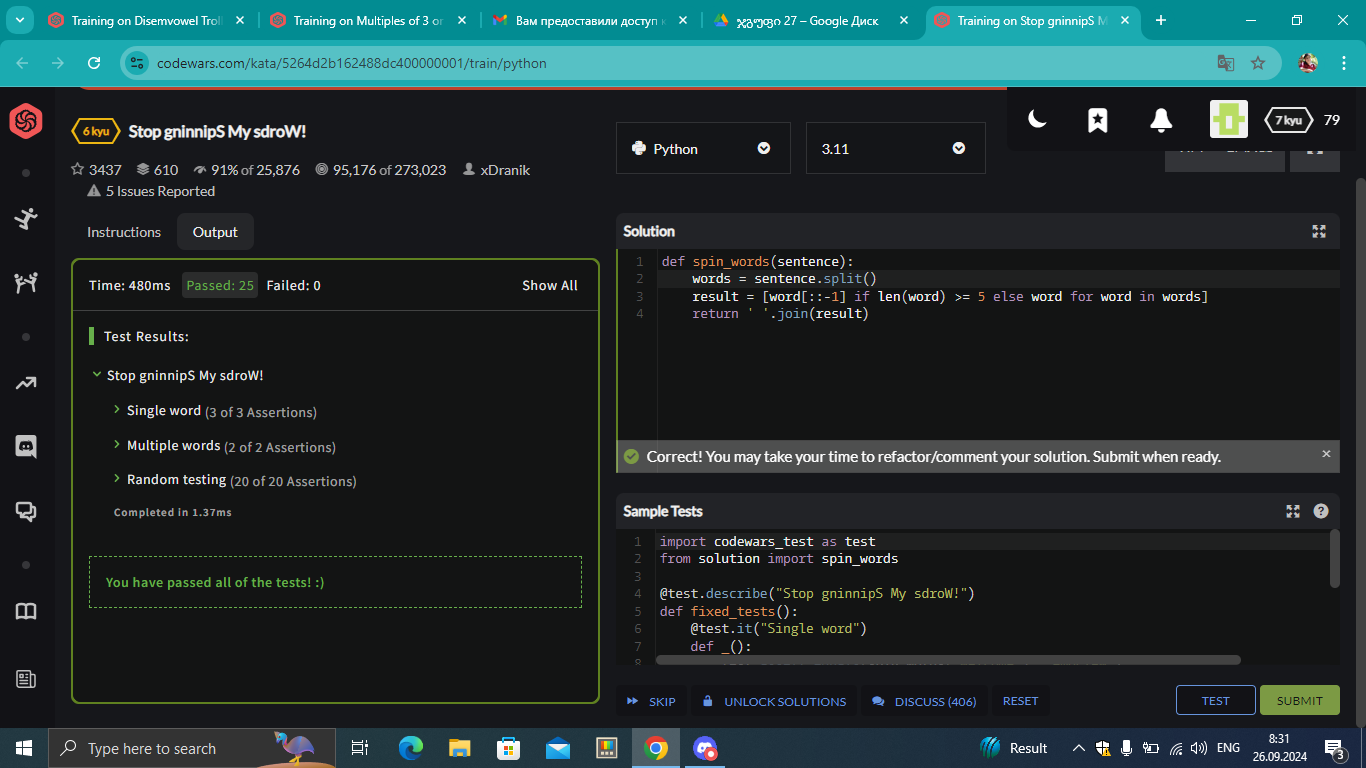 Training on Disemvowel Troll
Training on Multiples of 3 or
Вам предоставили доступ к
ჯგუფი 27 – Google Диск
Training on Stop gninnipS M
codewars.com/kata/5264d2b162488dc400000001/train/python
6 kyu
Stop gninnipS My sdroW!
3437
610
91% of 25,876
95,176 of 273,023
xDranik
5 Issues Reported
Python
3.11
7 kyu
79
Instructions
Output
Time: 480ms
Passed: 25
Failed: 0
Show All
Test Results:
Stop gninnipS My sdroW!
Single word (3 of 3 Assertions)
Multiple words (2 of 2 Assertions)
Random testing (20 of 20 Assertions)
Completed in 1.37ms
You have passed all of the tests! :)
Solution
1 def spin_words(sentence):
2 words = sentence.split()
3 result = [word[::-1] if len(word) >= 5 else word for word in words]
4 return ' '.join(result)
Correct! You may take your time to refactor/comment your solution. Submit when ready.
Sample Tests
1 import codewars_test as test
2 from solution import spin_words
3
4 @test.describe("Stop gninnipS My sdroW!")
5 def fixed_tests():
6 @test.it("Single word")
7 def _():
8
SKIP
UNLOCK SOLUTIONS
DISCUSS (406)
RESET
TEST
SUBMIT
Type here to search
Result
ENG
8:31
26.09.2024
3